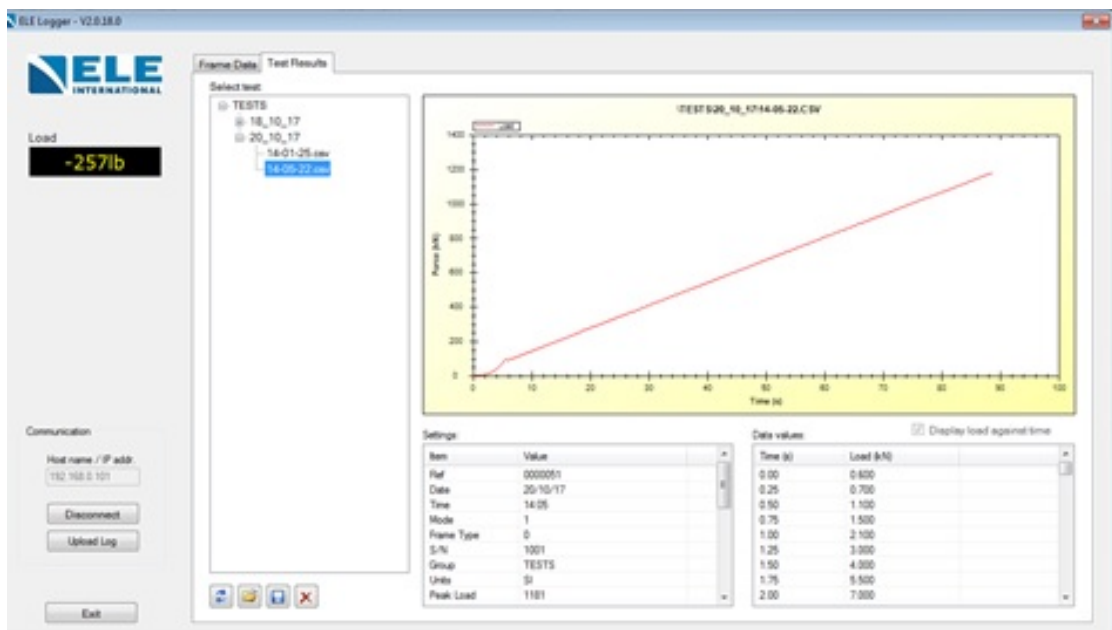 ELE Logger - V2.0.18.0
ELE
INTERNATIONAL
Load
-257lb
Frame Data Test Results
Select test:
TESTS
18_10_17
20_10_17
14-01-25.csv
14-05-22.csv
\TESTS\20_10_17\14-05-22.CSV
1400
1200
1000
800
600
400
200
0
Force (kN)
0 10 20 30 40 50 60 70 80 90 100
Time (s)
Display load against time
Settings:
Item Value
Ref 0000051
Date 20/10/17
Time 14:05
Mode 1
Frame Type 0
S/N 1001
Group TESTS
Units SI
Peak Load 1181
Data values:
Time (s) Load (kN)
0.00 0.600
0.25 0.700
0.50 1.100
0.75 1.500
1.00 2.100
1.25 3.000
1.50 4.000
1.75 5.500
2.00 7.000
Communication
Host name / IP addr.
192.168.0.101
Disconnect
Upload Log
Exit